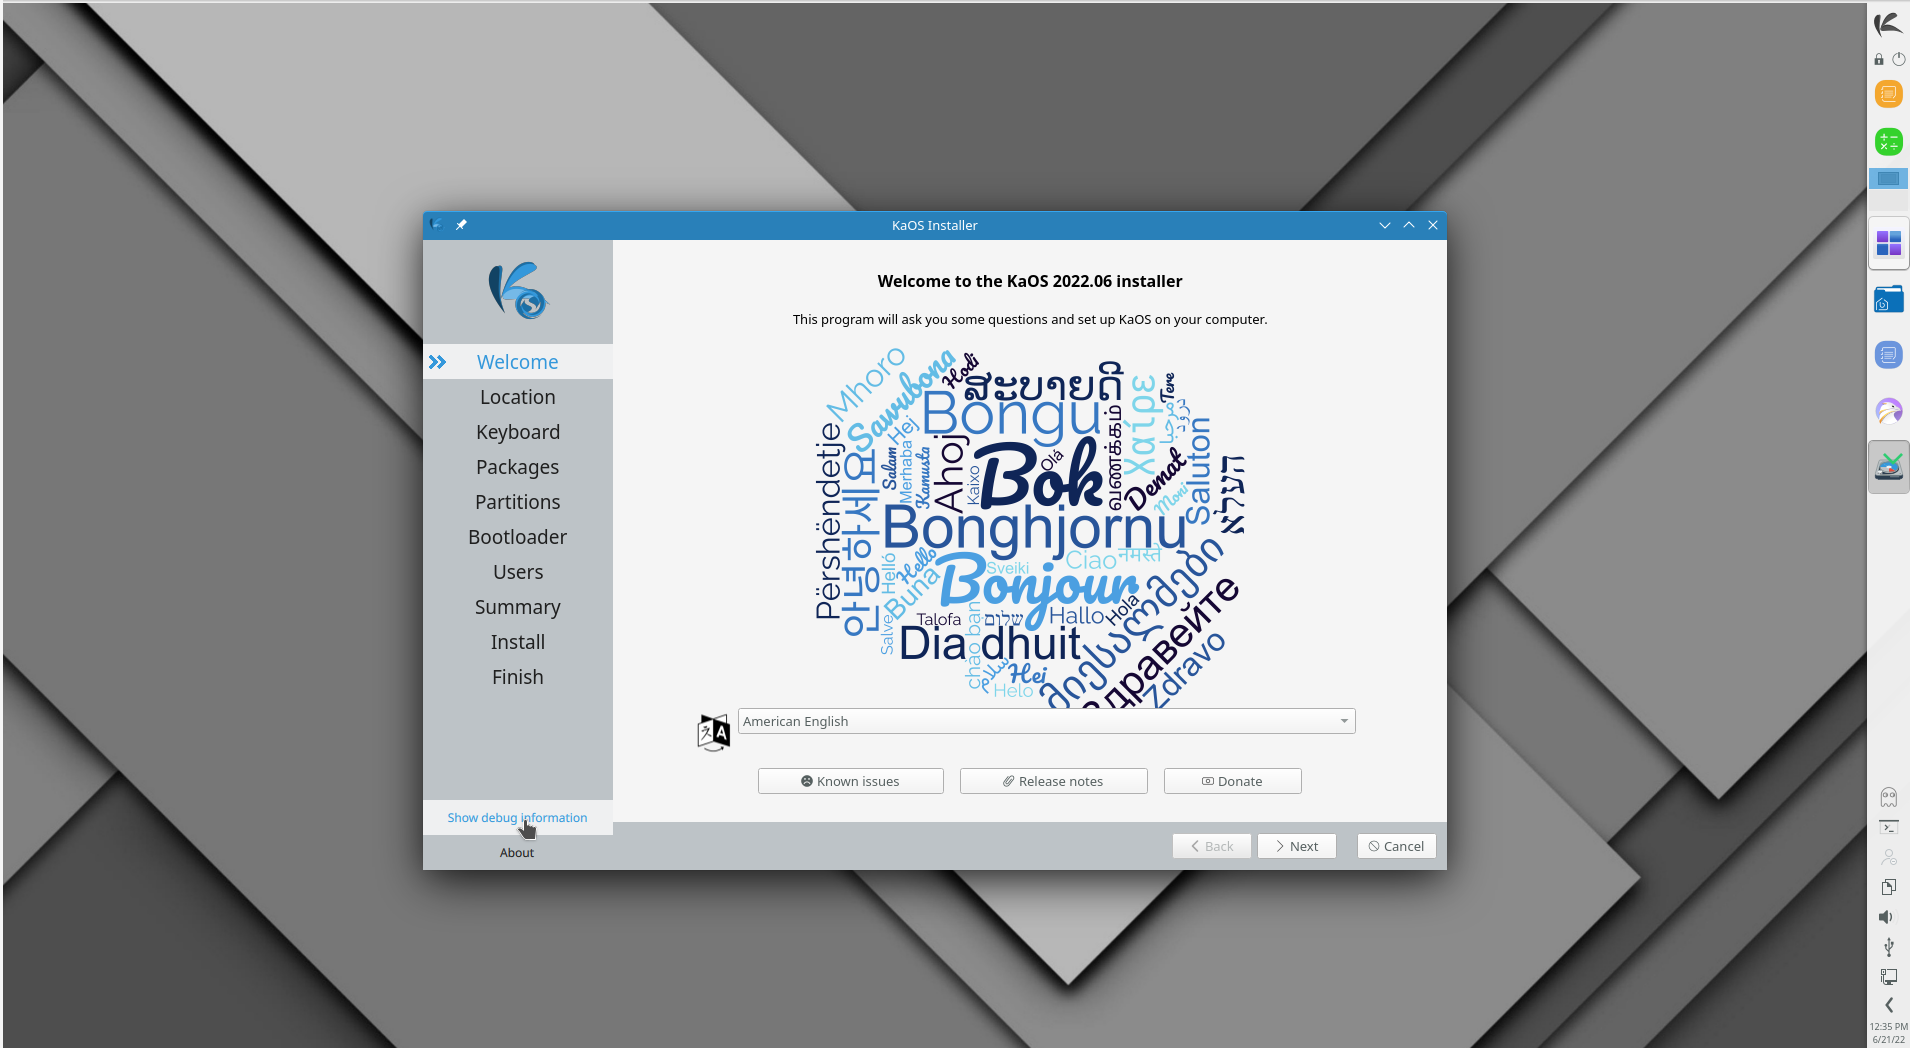 KaOS Installer
Welcome to the KaOS 2022.06 installer
This program will ask you some questions and set up KaOS on your computer.
Welcome
Location
Keyboard
Packages
Partitions
Bootloader
Users
Summary
Install
Finish
Show debug information
About
Mhoro
Sawubona
Hodi
ສະບາຍດີ
Tere
Bongu
Χαίρε
مرحبا
Hej
Përshëndetje
안녕하세요
Salam
Merhaba
Kamusta
Ahoj
Kaixo
Bok
Olá
வணக்கம்
Demat
Moni
Saluton
Bonghjornu
Helló
Hello
Buna
Sveiki
Ciao
नमस्ते
Bonjour
Talofa
שלום
Hallo
Hola
Salve
Dia dhuit
chào bạn
سلام
Hei
Helo
Zdravo
American English
Known issues
Release notes
Donate
Back
Next
Cancel
12:35 PM
6/21/22